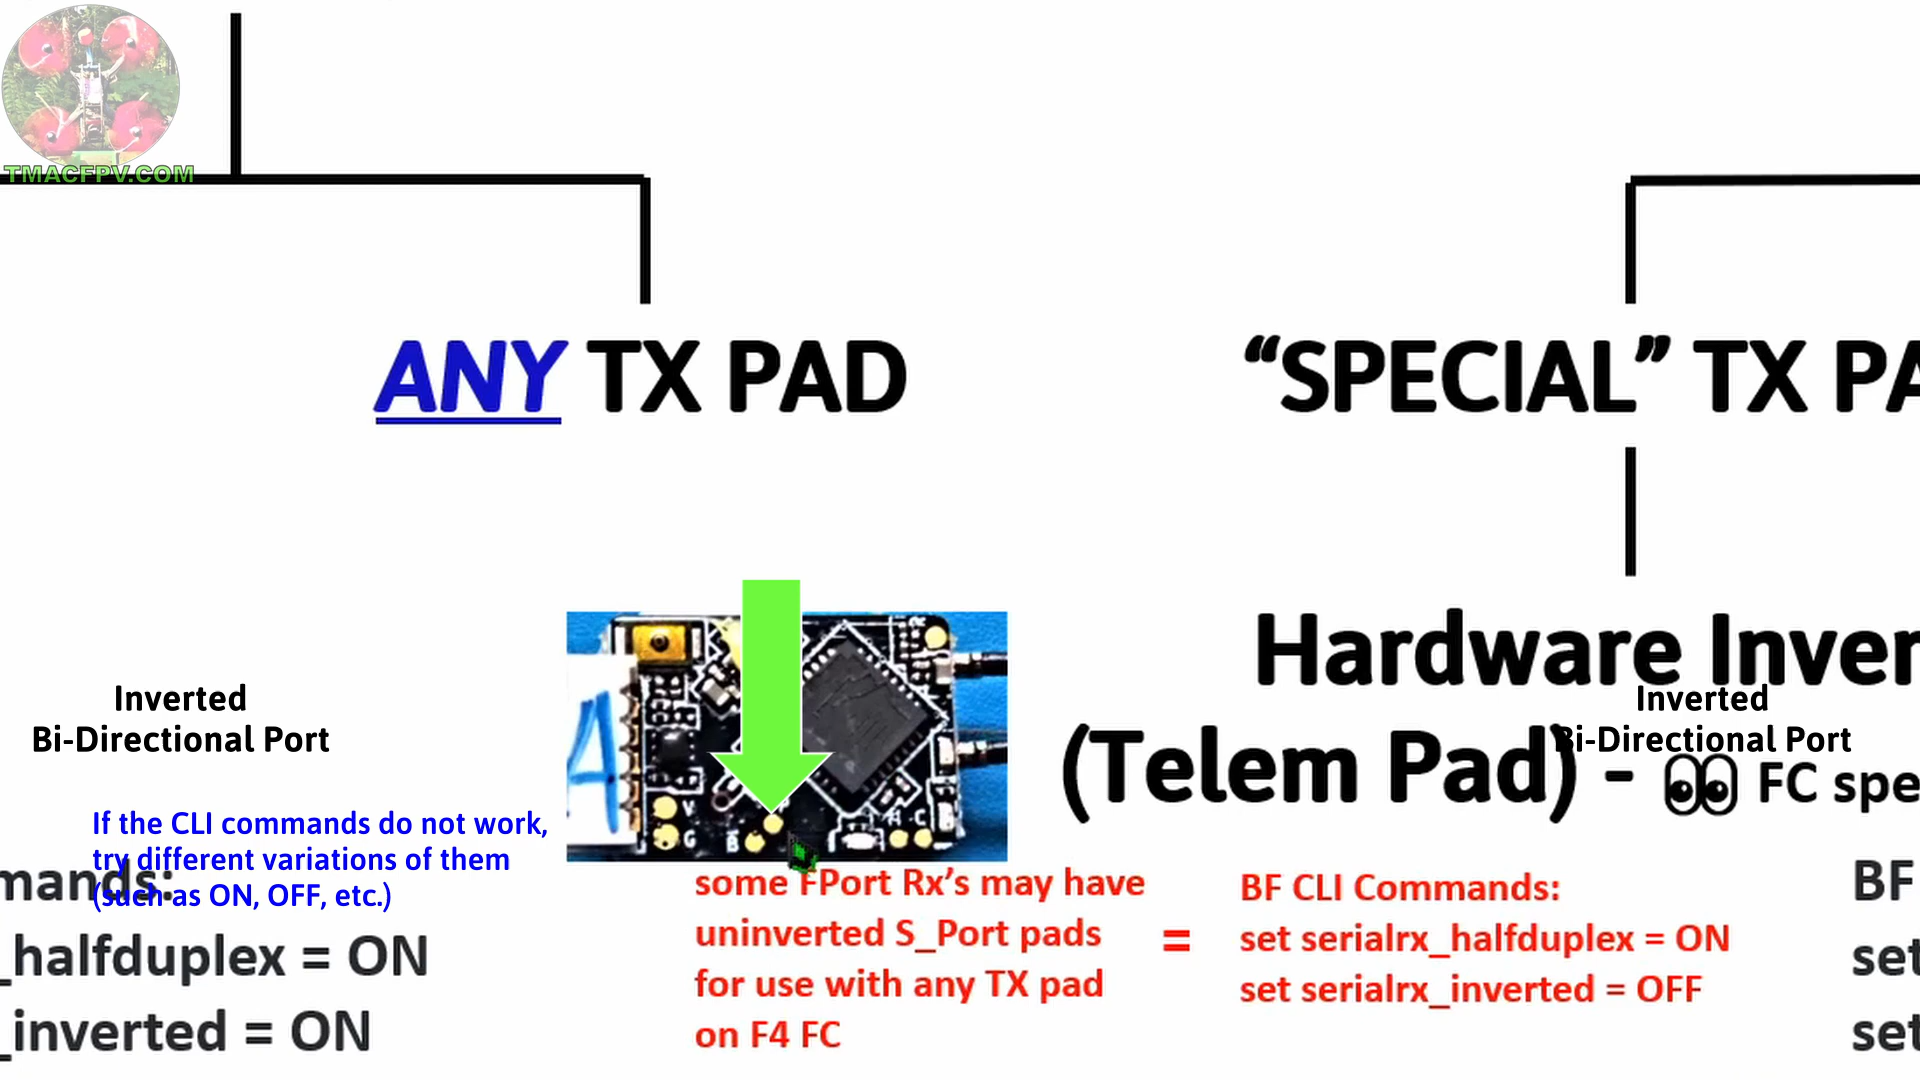 TMACFPV.COM
ANY TX PAD
"SPECIAL" TX PA
Hardware Inver
(Telem Pad) - 👀 FC spe
Inverted
Bi-Directional Port
Inverted
Bi-Directional Port
If the CLI commands do not work,
try different variations of them
(such as ON, OFF, etc.)
mands:
_halfduplex = ON
_inverted = ON
V
G
B
A C
some FPort Rx's may have
uninverted S_Port pads
for use with any TX pad
on F4 FC
=
BF CLI Commands:
set serialrx_halfduplex = ON
set serialrx_inverted = OFF
BF
set
set